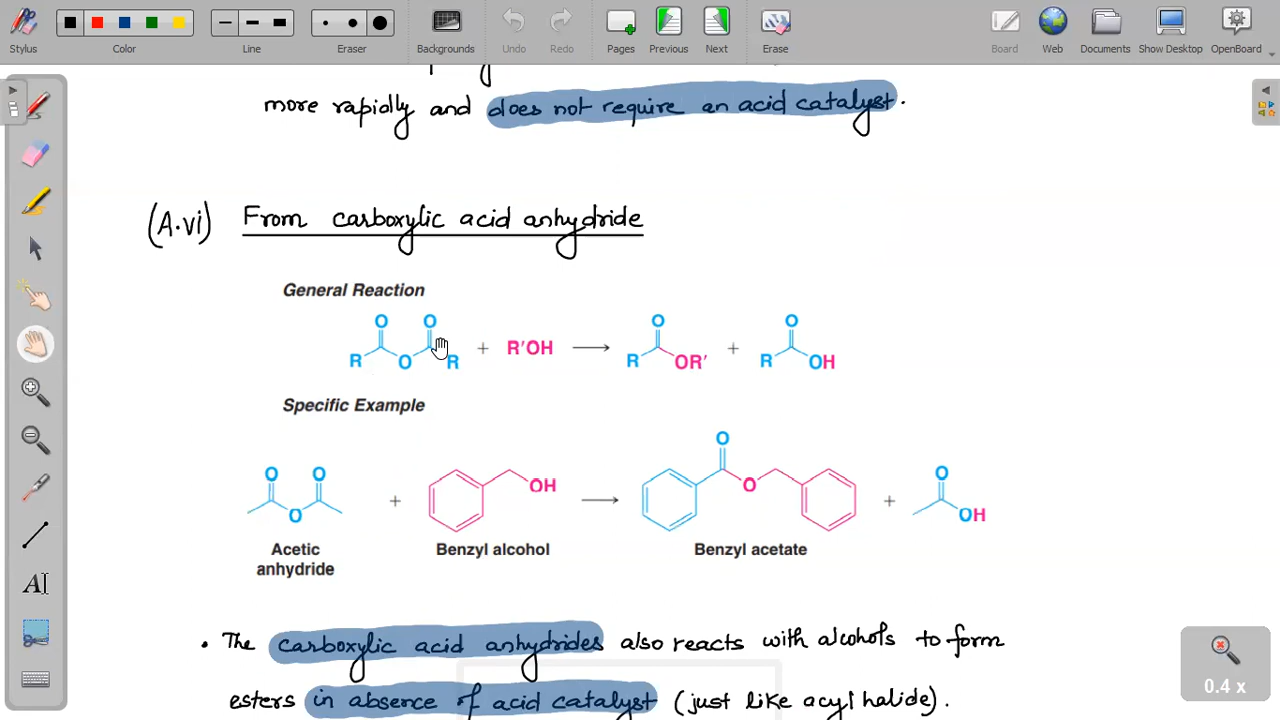 Stylus
Color
Line
Eraser
Backgrounds
Undo
Redo
Pages
Previous
Next
Erase
Board
Web
Documents
Show Desktop
OpenBoard
more rapidly and does not require an acid catalyst.
(A.vi) From carboxylic acid anhydride
General Reaction
O O O O
R O R + R'OH R OR' + R OH
Specific Example
O O O O
O + OH O + OH
Acetic anhydride
Benzyl alcohol
Benzyl acetate
• The carboxylic acid anhydrides also reacts with alcohols to form
esters in absence of acid catalyst (just like acyl halide).
0.4 x